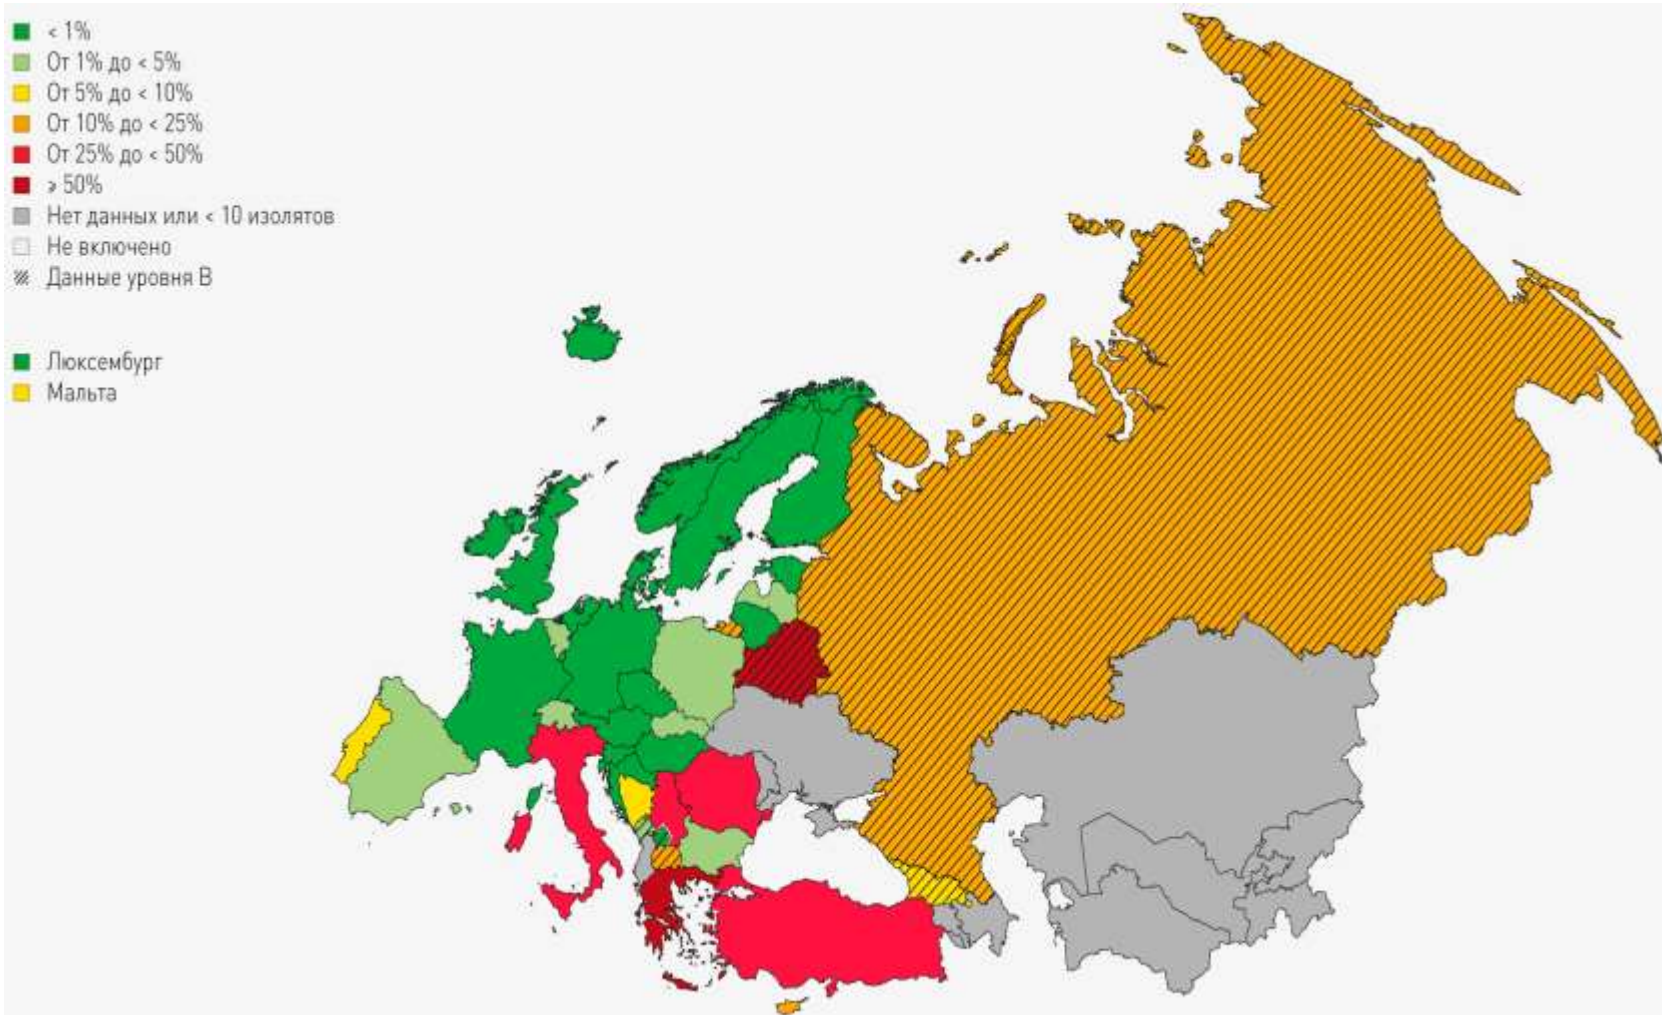 < 1%
От 1% до < 5%
От 5% до < 10%
От 10% до < 25%
От 25% до < 50%
≥ 50%
Нет данных или < 10 изолятов
Не включено
Данные уровня B
Люксембург
Мальта